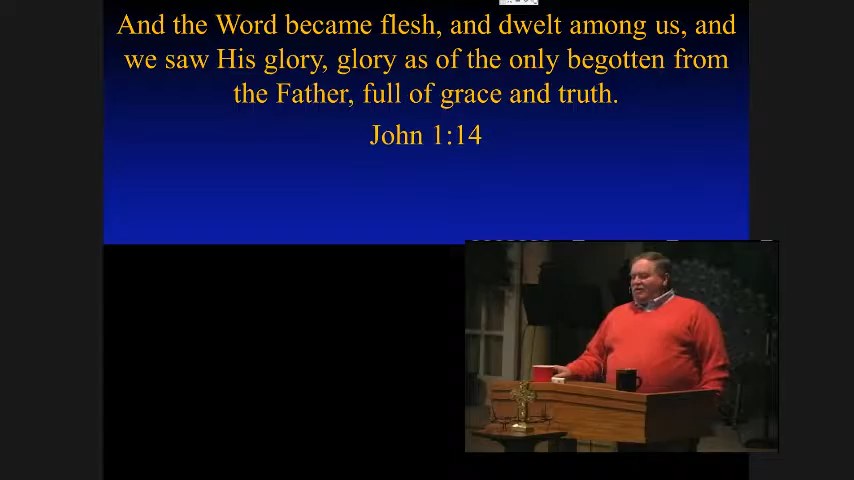 And the Word became flesh, and dwelt among us, and
we saw His glory, glory as of the only begotten from
the Father, full of grace and truth.
John 1:14